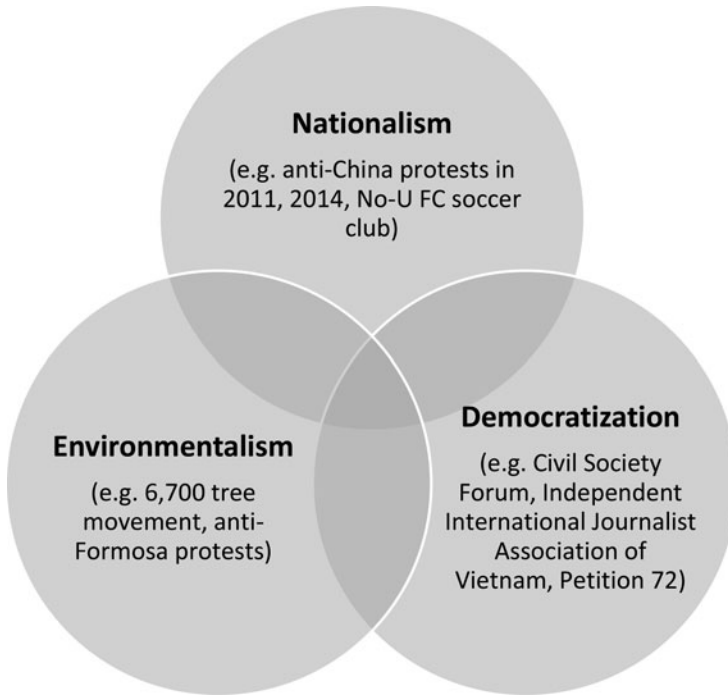 Nationalism
(e.g. anti-China protests in
2011, 2014, No-U FC soccer
club)
Environmentalism
(e.g. 6,700 tree
movement, anti-
Formosa protests)
Democratization
(e.g. Civil Society
Forum, Independent
International Journalist
Association of
Vietnam, Petition 72)